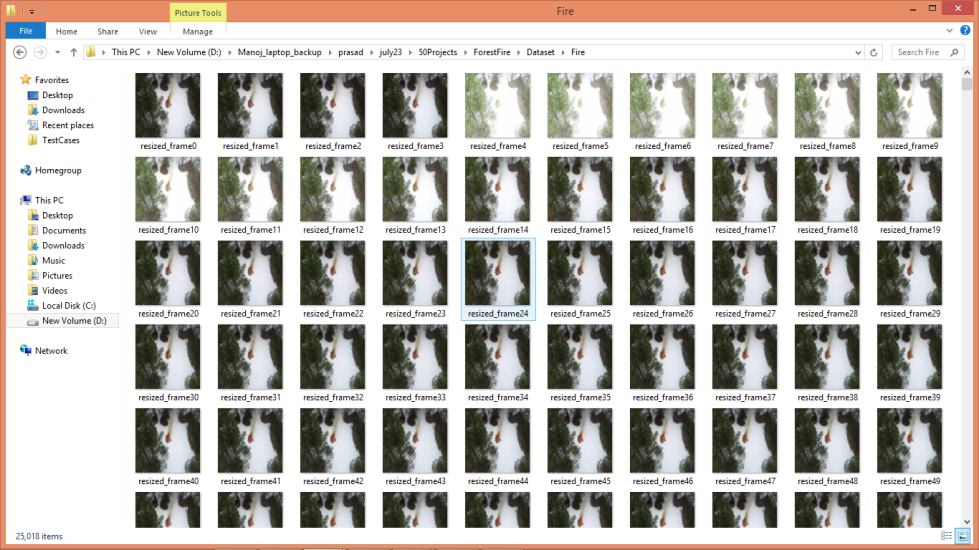 Picture Tools
Fire
File Home Share View Manage
This PC New Volume (D:) Manoj_laptop_backup prasad july23 50Projects ForestFire Dataset Fire
Search Fire
Favorites
Desktop
Downloads
Recent places
TestCases
Homegroup
This PC
Desktop
Documents
Downloads
Music
Pictures
Videos
Local Disk (C:)
New Volume (D:)
Network
resized_frame0 resized_frame1 resized_frame2 resized_frame3 resized_frame4 resized_frame5 resized_frame6 resized_frame7 resized_frame8 resized_frame9
resized_frame10 resized_frame11 resized_frame12 resized_frame13 resized_frame14 resized_frame15 resized_frame16 resized_frame17 resized_frame18 resized_frame19
resized_frame20 resized_frame21 resized_frame22 resized_frame23 resized_frame24 resized_frame25 resized_frame26 resized_frame27 resized_frame28 resized_frame29
resized_frame30 resized_frame31 resized_frame32 resized_frame33 resized_frame34 resized_frame35 resized_frame36 resized_frame37 resized_frame38 resized_frame39
resized_frame40 resized_frame41 resized_frame42 resized_frame43 resized_frame44 resized_frame45 resized_frame46 resized_frame47 resized_frame48 resized_frame49
25,018 items